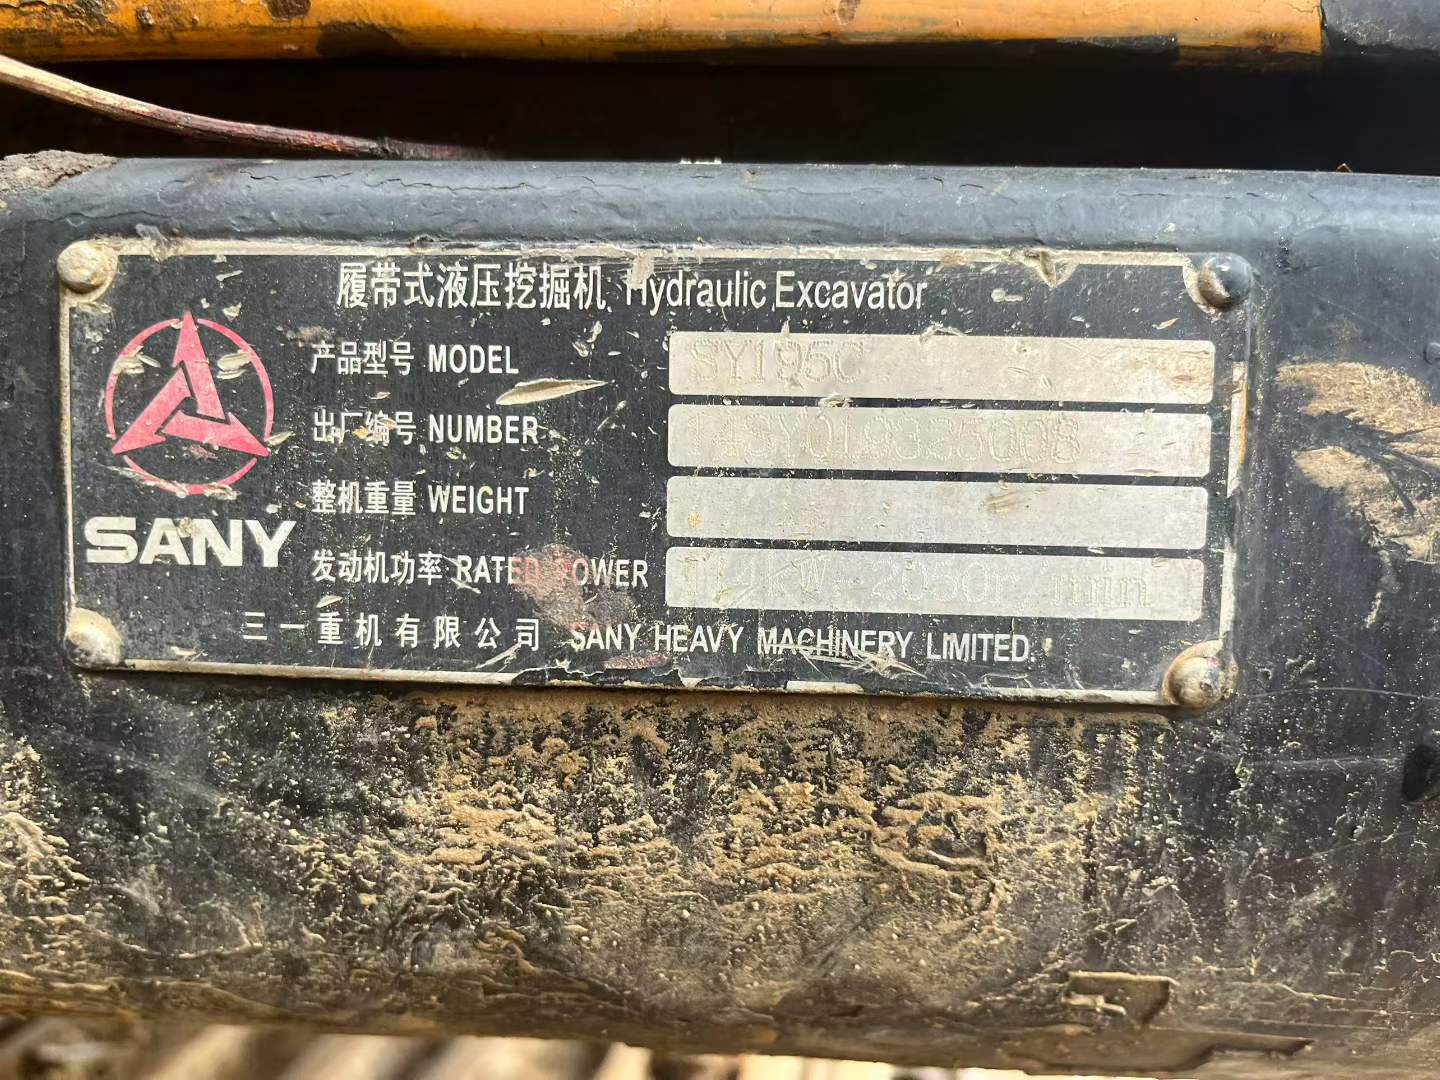 履带式液压挖掘机 Hydraulic Excavator
产品型号 MODEL SY195C
出厂编号 NUMBER
整机重量 WEIGHT
发动机功率 RATED POWER r/min
SANY
三一重机有限公司 SANY HEAVY MACHINERY LIMITED.